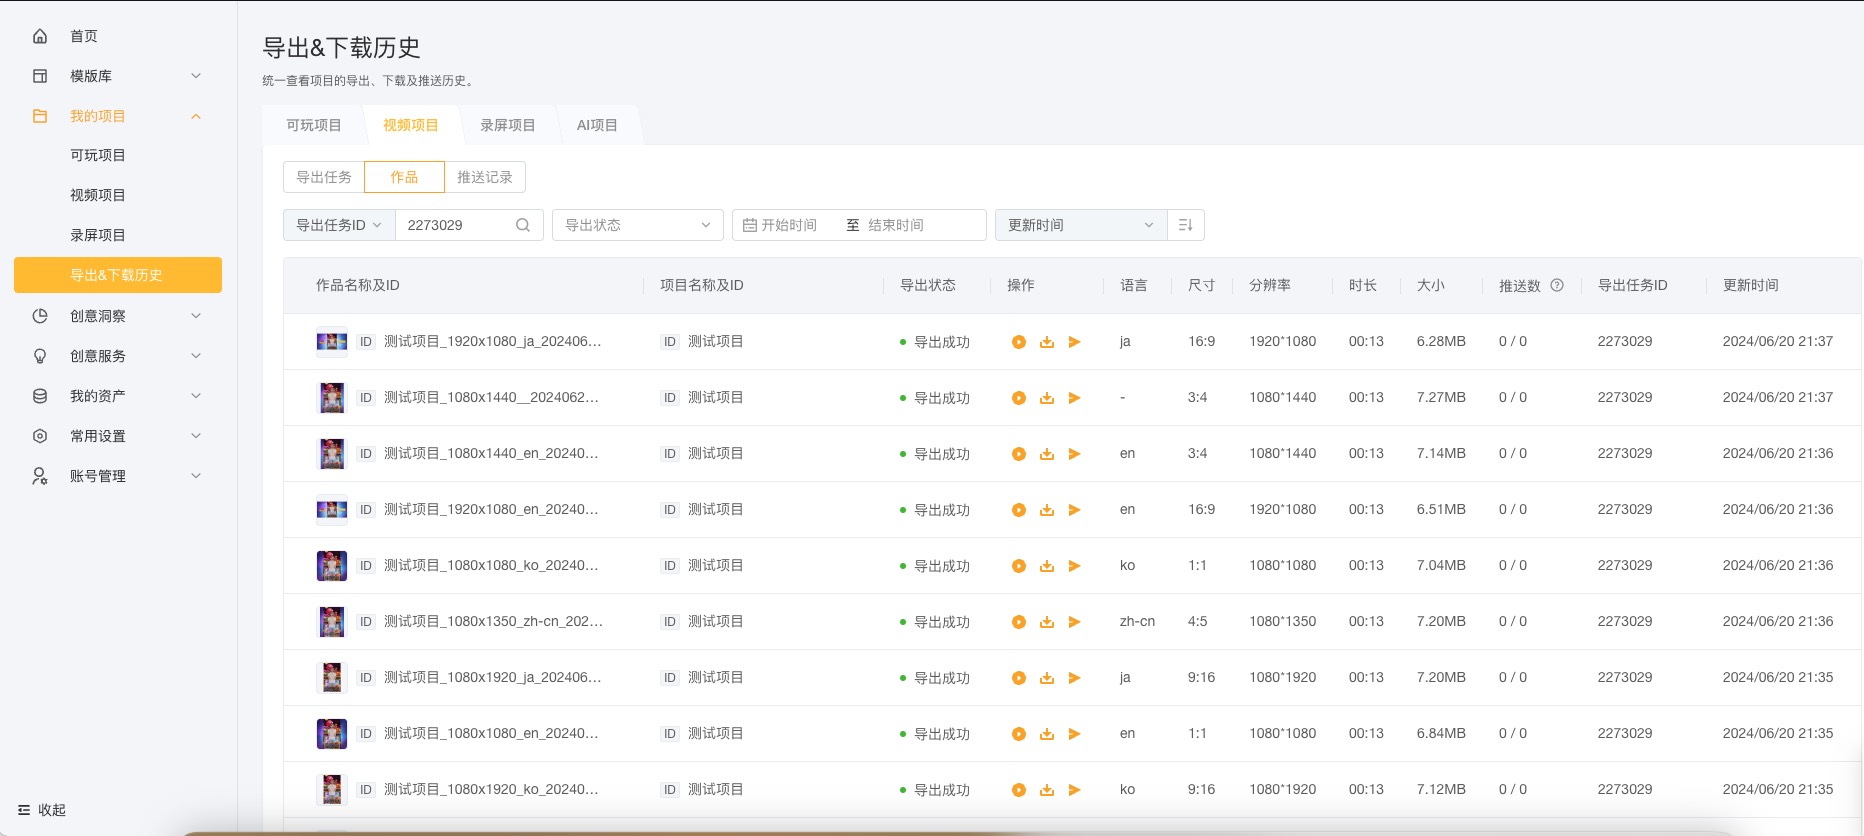 首页
模版库
我的项目
可玩项目
视频项目
录屏项目
导出&下载历史
创意洞察
创意服务
我的资产
常用设置
账号管理
收起
导出&下载历史
统一查看项目的导出、下载及推送历史。
可玩项目 视频项目 录屏项目 AI项目
导出任务 作品 推送记录
导出任务ID 2273029 导出状态 开始时间 至 结束时间 更新时间
作品名称及ID 项目名称及ID 导出状态 操作 语言 尺寸 分辨率 时长 大小 推送数 导出任务ID 更新时间
ID 测试项目_1920x1080_ja_202406... ID 测试项目 导出成功 ja 16:9 1920*1080 00:13 6.28MB 0 / 0 2273029 2024/06/20 21:37
ID 测试项目_1080x1440__2024062... ID 测试项目 导出成功 - 3:4 1080*1440 00:13 7.27MB 0 / 0 2273029 2024/06/20 21:37
ID 测试项目_1080x1440_en_20240... ID 测试项目 导出成功 en 3:4 1080*1440 00:13 7.14MB 0 / 0 2273029 2024/06/20 21:36
ID 测试项目_1920x1080_en_20240... ID 测试项目 导出成功 en 16:9 1920*1080 00:13 6.51MB 0 / 0 2273029 2024/06/20 21:36
ID 测试项目_1080x1080_ko_20240... ID 测试项目 导出成功 ko 1:1 1080*1080 00:13 7.04MB 0 / 0 2273029 2024/06/20 21:36
ID 测试项目_1080x1350_zh-cn_202... ID 测试项目 导出成功 zh-cn 4:5 1080*1350 00:13 7.20MB 0 / 0 2273029 2024/06/20 21:36
ID 测试项目_1080x1920_ja_202406... ID 测试项目 导出成功 ja 9:16 1080*1920 00:13 7.20MB 0 / 0 2273029 2024/06/20 21:35
ID 测试项目_1080x1080_en_20240... ID 测试项目 导出成功 en 1:1 1080*1080 00:13 6.84MB 0 / 0 2273029 2024/06/20 21:35
ID 测试项目_1080x1920_ko_20240... ID 测试项目 导出成功 ko 9:16 1080*1920 00:13 7.12MB 0 / 0 2273029 2024/06/20 21:35